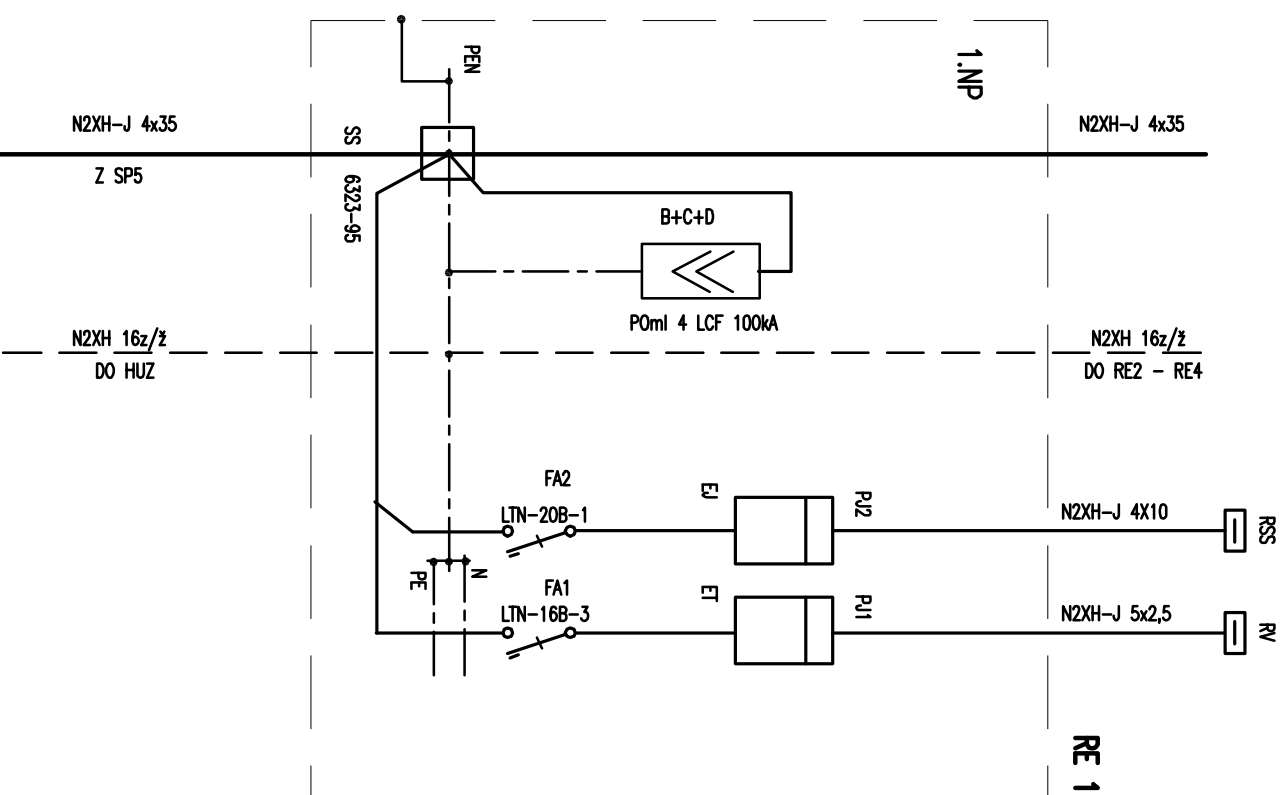 PEN
1.NP
N2XH-J 4x35
Z SP5
SS 6323-95
N2XH-J 4x35
B+C+D
POmI 4 LCF 100kA
N2XH 16z/ž
DO HUZ
N2XH 16z/ž
DO RE2 - RE4
FA2
LTN-20B-1
EJ
PJ2
N2XH-J 4X10
RSS
PE
N
FA1
LTN-16B-3
ET
PJ1
N2XH-J 5x2,5
RV
RE 1